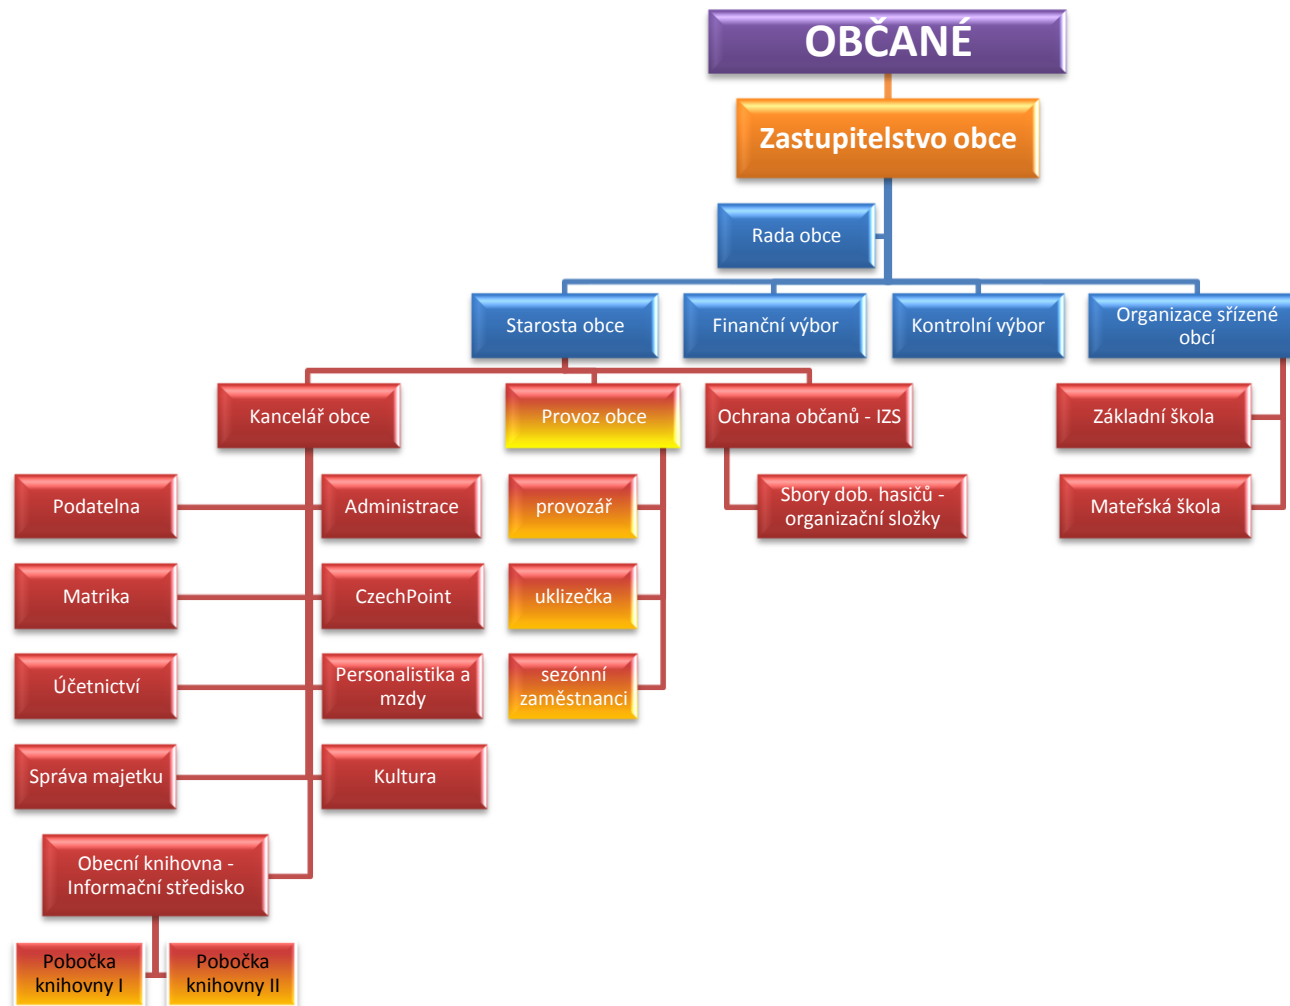 OBČANÉ
Zastupitelstvo obce
Rada obce
Starosta obce
Finanční výbor
Kontrolní výbor
Organizace sřízené
obcí
Kancelář obce
Provoz obce
Ochrana občanů - IZS
Základní škola
Podatelna
Administrace
provozář
Sbory dob. hasičů -
organizační složky
Mateřská škola
Matrika
CzechPoint
uklizečka
Účetnictví
Personalistika a
mzdy
sezónní
zaměstnanci
Správa majetku
Kultura
Obecní knihovna -
Informační středisko
Pobočka
knihovny I
Pobočka
knihovny II